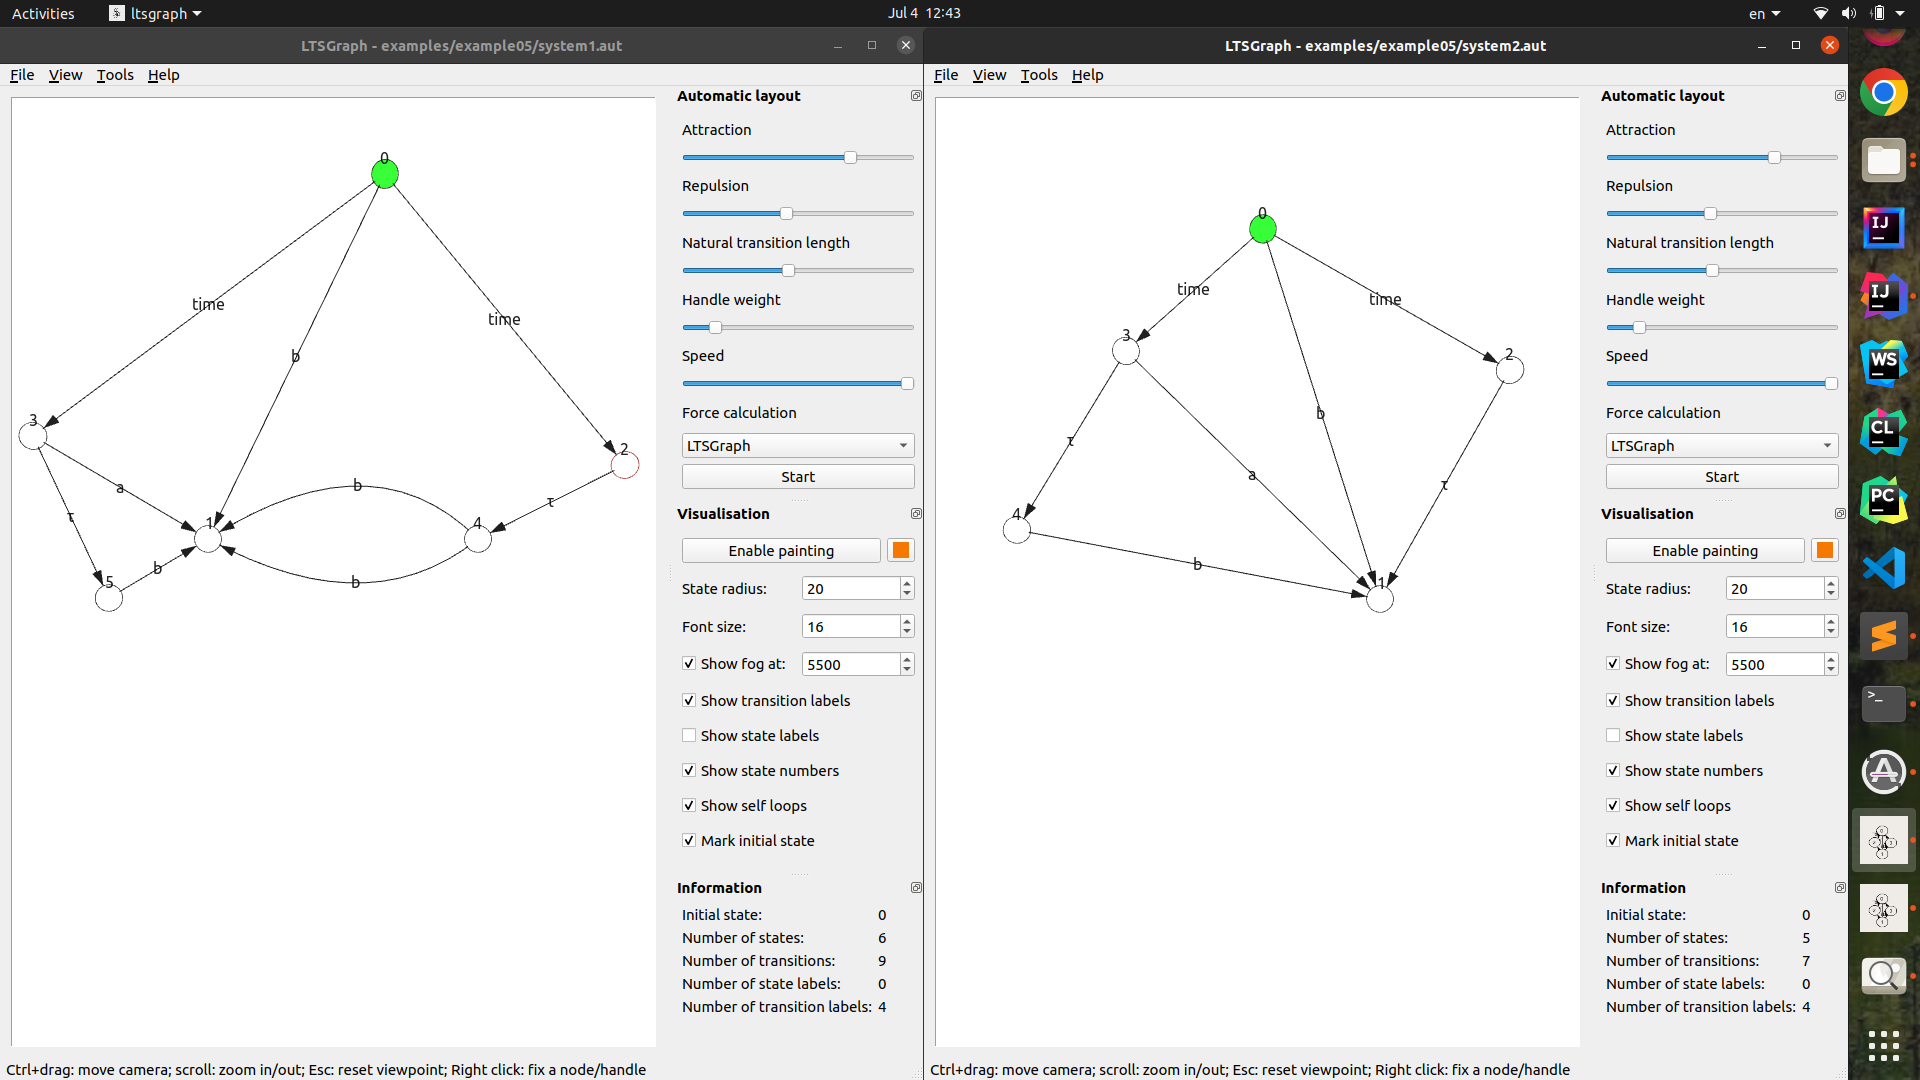 Activities
ltsgraph
Jul 4 12:43
en
LTSGraph - examples/example05/system1.aut
File View Tools Help
0
time
time
b
3
2
a
b
τ
τ
1
4
5
b
b
Automatic layout
Attraction
Repulsion
Natural transition length
Handle weight
Speed
Force calculation
LTSGraph
Start
Visualisation
Enable painting
State radius: 20
Font size: 16
Show fog at: 5500
Show transition labels
Show state labels
Show state numbers
Show self loops
Mark initial state
Information
Initial state: 0
Number of states: 6
Number of transitions: 9
Number of state labels: 0
Number of transition labels: 4
Ctrl+drag: move camera; scroll: zoom in/out; Esc: reset viewpoint; Right click: fix a node/handle
LTSGraph - examples/example05/system2.aut
File View Tools Help
0
time
time
3
2
b
τ
a
τ
4
b
1
Automatic layout
Attraction
Repulsion
Natural transition length
Handle weight
Speed
Force calculation
LTSGraph
Start
Visualisation
Enable painting
State radius: 20
Font size: 16
Show fog at: 5500
Show transition labels
Show state labels
Show state numbers
Show self loops
Mark initial state
Information
Initial state: 0
Number of states: 5
Number of transitions: 7
Number of state labels: 0
Number of transition labels: 4
Ctrl+drag: move camera; scroll: zoom in/out; Esc: reset viewpoint; Right click: fix a node/handle
IJ
IJ
WS
CL
PC
>_